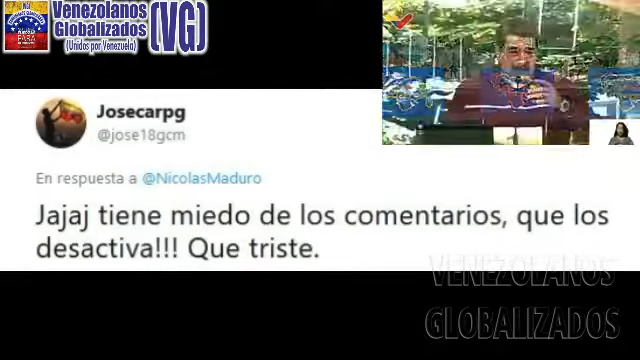 Venezolanos
Globalizados
(Unidos por Venezuela)
(VG)
Josecarpg
@jose18gcm
En respuesta a @NicolasMaduro
Jajaj tiene miedo de los comentarios, que los
desactiva!!! Que triste.
VENEZOLANOS
GLOBALIZADOS